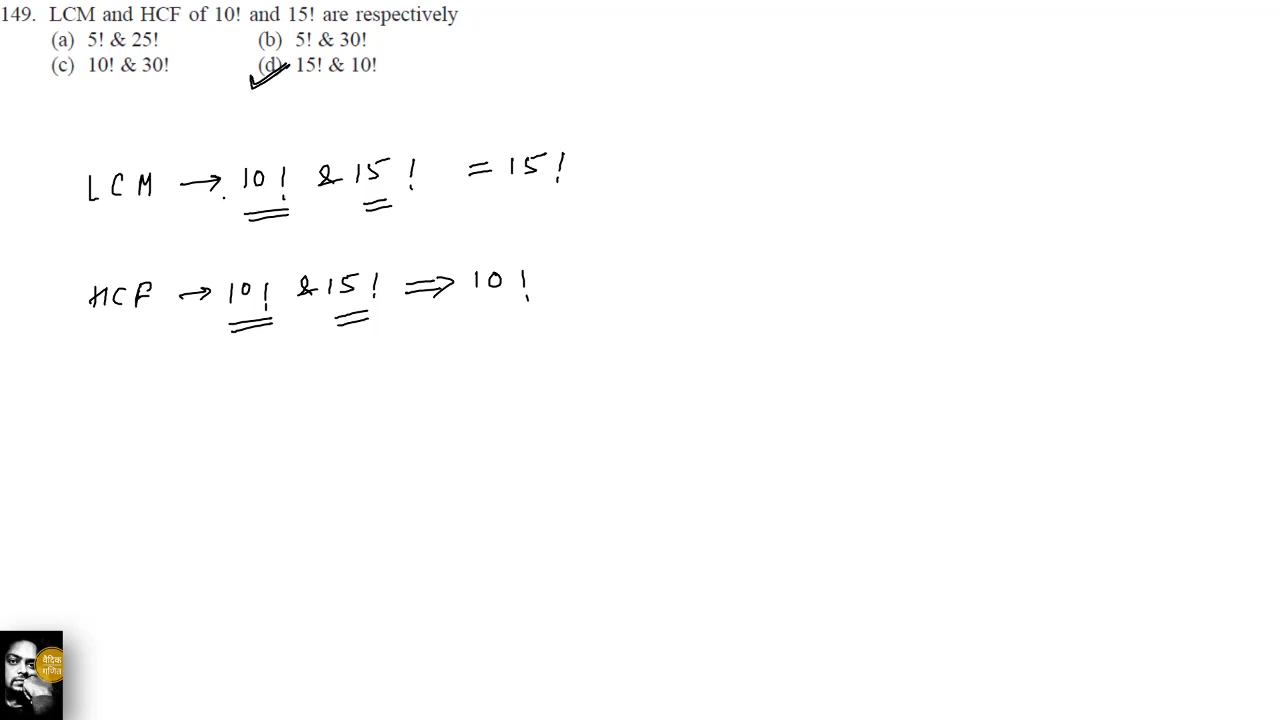 149. LCM and HCF of 10! and 15! are respectively
(a) 5! & 25! (b) 5! & 30!
(c) 10! & 30! (d) 15! & 10!
LCM → 10! & 15! = 15!
HCF → 10! & 15! ⇒ 10!
वैदिक
गणित